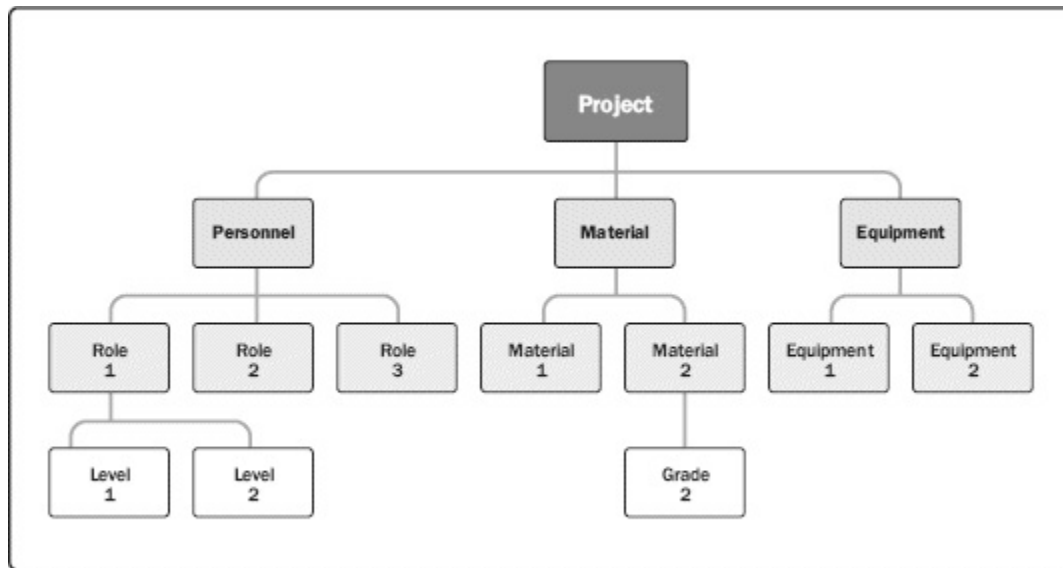 Project
Personnel
Material
Equipment
Role
1
Role
2
Role
3
Material
1
Material
2
Equipment
1
Equipment
2
Level
1
Level
2
Grade
2